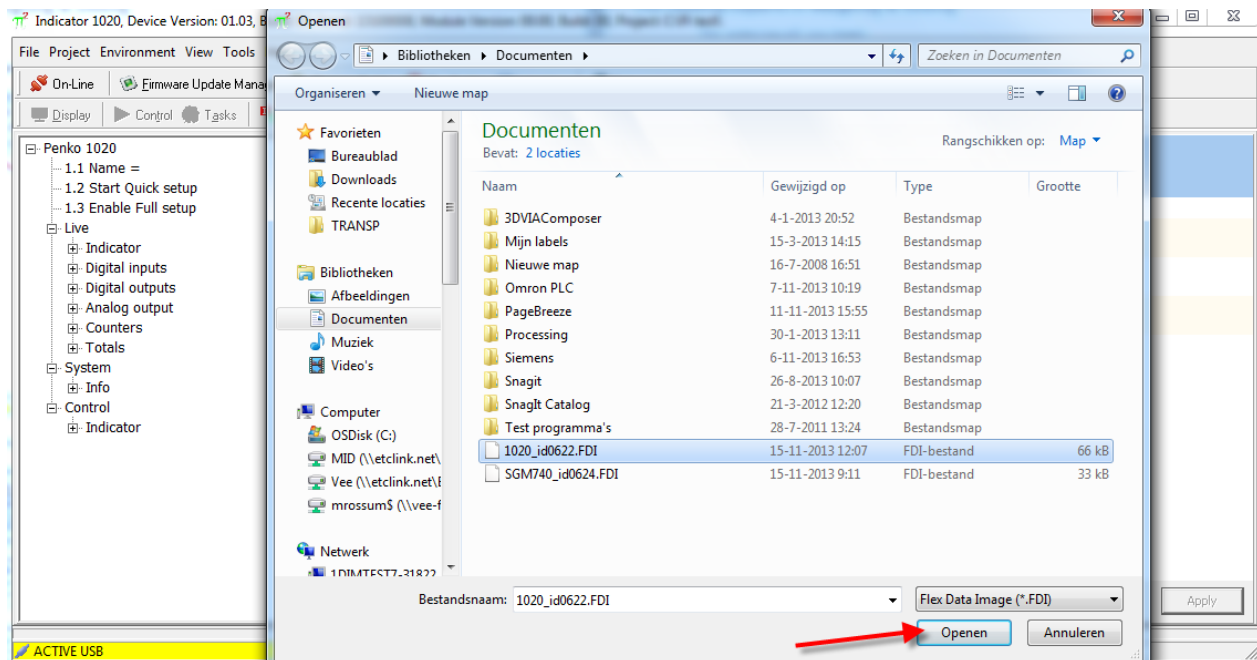 Indicator 1020, Device Version: 01.03,
Openen
File Project Environment View Tools
Bibliotheken Documenten
Zoeken in Documenten
On-Line Firmware Update
Organiseren Nieuwe map
Display Control Tasks
Penko 1020
1.1 Name =
1.2 Start Quick setup
1.3 Enable Full setup
Live
Indicator
Digital inputs
Digital outputs
Analog output
Counters
Totals
System
Info
Control
Indicator
Favorieten
Bureaublad
Downloads
Recente locaties
TRANSP
Bibliotheken
Afbeeldingen
Documenten
Muziek
Video's
Computer
OSDisk (C:)
MID (\\etclink.net\
Vee (\\etclink.net\
mrossum$ (\\vee-f
Netwerk
1DIMTEST7-31822
Documenten
Bevat: 2 locaties
Rangschikken op: Map
Naam Gewijzigd op Type Grootte
3DVIAComposer 4-1-2013 20:52 Bestandsmap
Mijn labels 15-3-2013 14:15 Bestandsmap
Nieuwe map 16-7-2008 16:51 Bestandsmap
Omron PLC 7-11-2013 10:19 Bestandsmap
PageBreeze 11-11-2013 15:55 Bestandsmap
Processing 30-1-2013 13:11 Bestandsmap
Siemens 6-11-2013 16:53 Bestandsmap
Snagit 26-8-2013 10:07 Bestandsmap
SnagIt Catalog 21-3-2012 12:20 Bestandsmap
Test programma's 28-7-2011 13:24 Bestandsmap
1020_id0622.FDI 15-11-2013 12:07 FDI-bestand 66 kB
SGM740_id0624.FDI 15-11-2013 9:11 FDI-bestand 33 kB
Bestandsnaam: 1020_id0622.FDI Flex Data Image (*.FDI)
Openen Annuleren
Apply
ACTIVE USB